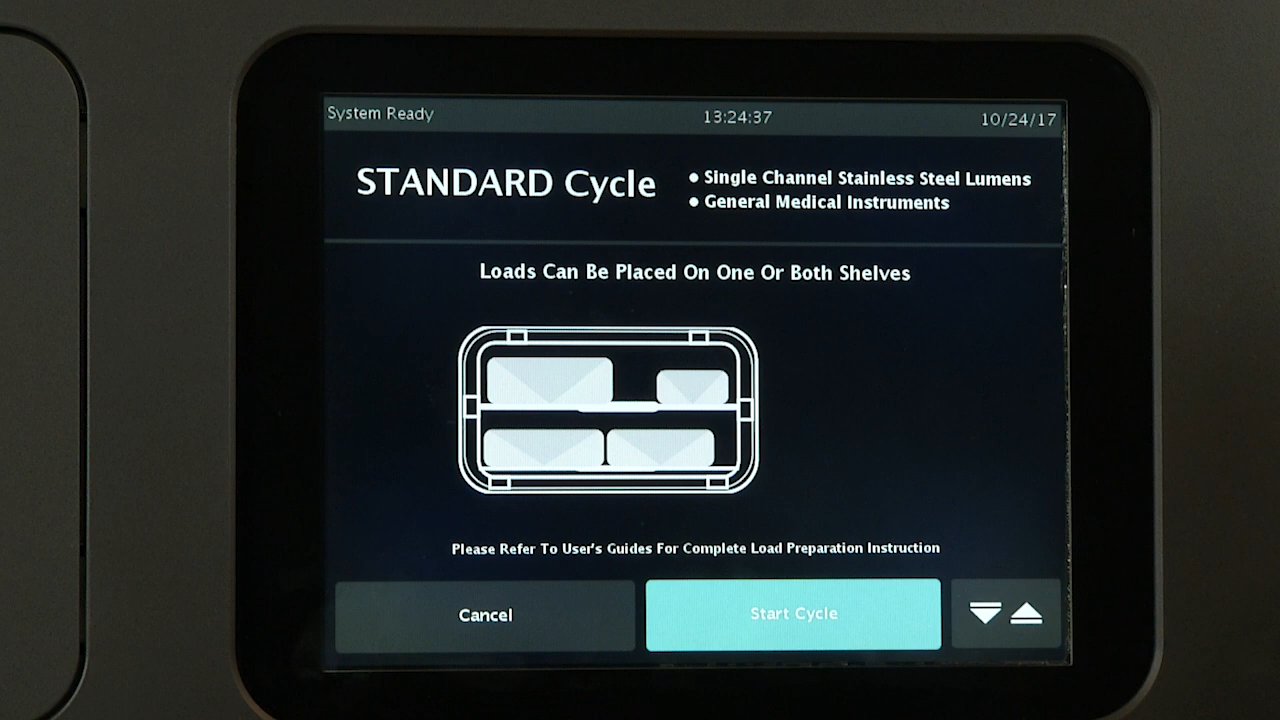 System Ready 13:24:37 10/24/17
STANDARD Cycle
● Single Channel Stainless Steel Lumens
● General Medical Instruments
Loads Can Be Placed On One Or Both Shelves
Please Refer To User's Guides For Complete Load Preparation Instruction
Cancel Start Cycle